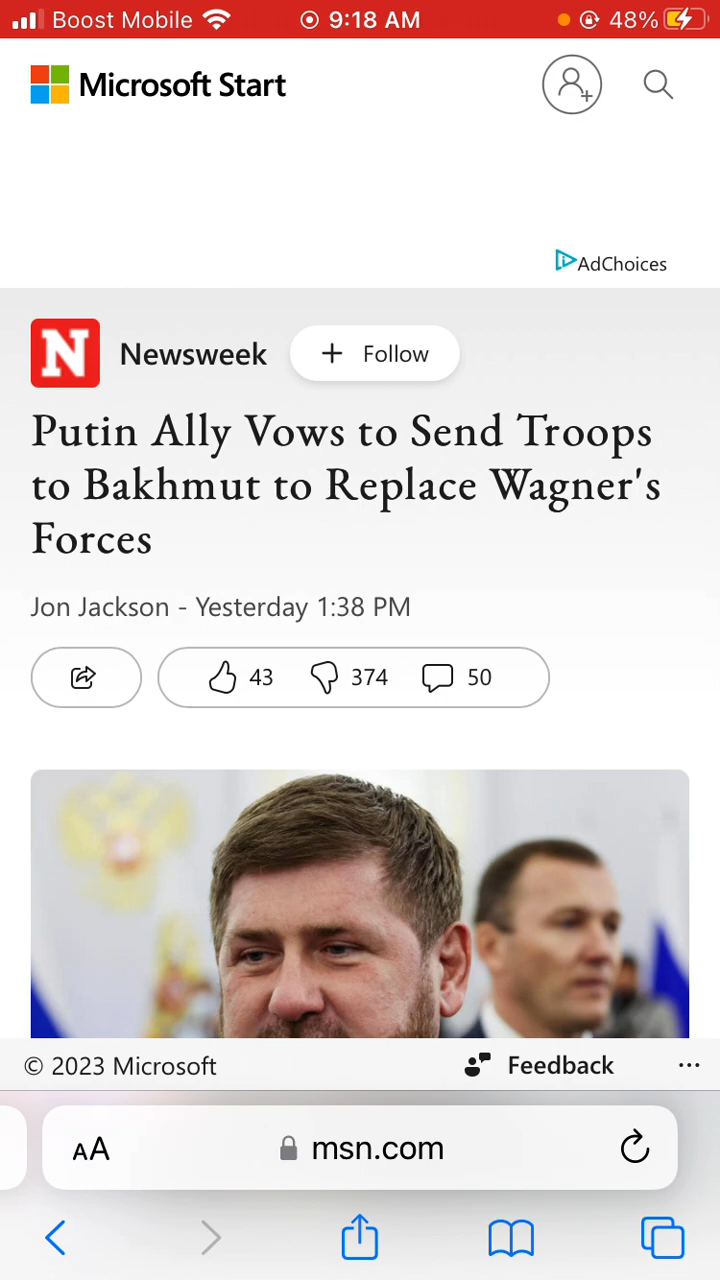 Boost Mobile 9:18 AM 48%
Microsoft Start
AdChoices
N Newsweek + Follow
Putin Ally Vows to Send Troops
to Bakhmut to Replace Wagner's
Forces
Jon Jackson - Yesterday 1:38 PM
43 374 50
© 2023 Microsoft Feedback ...
AA msn.com